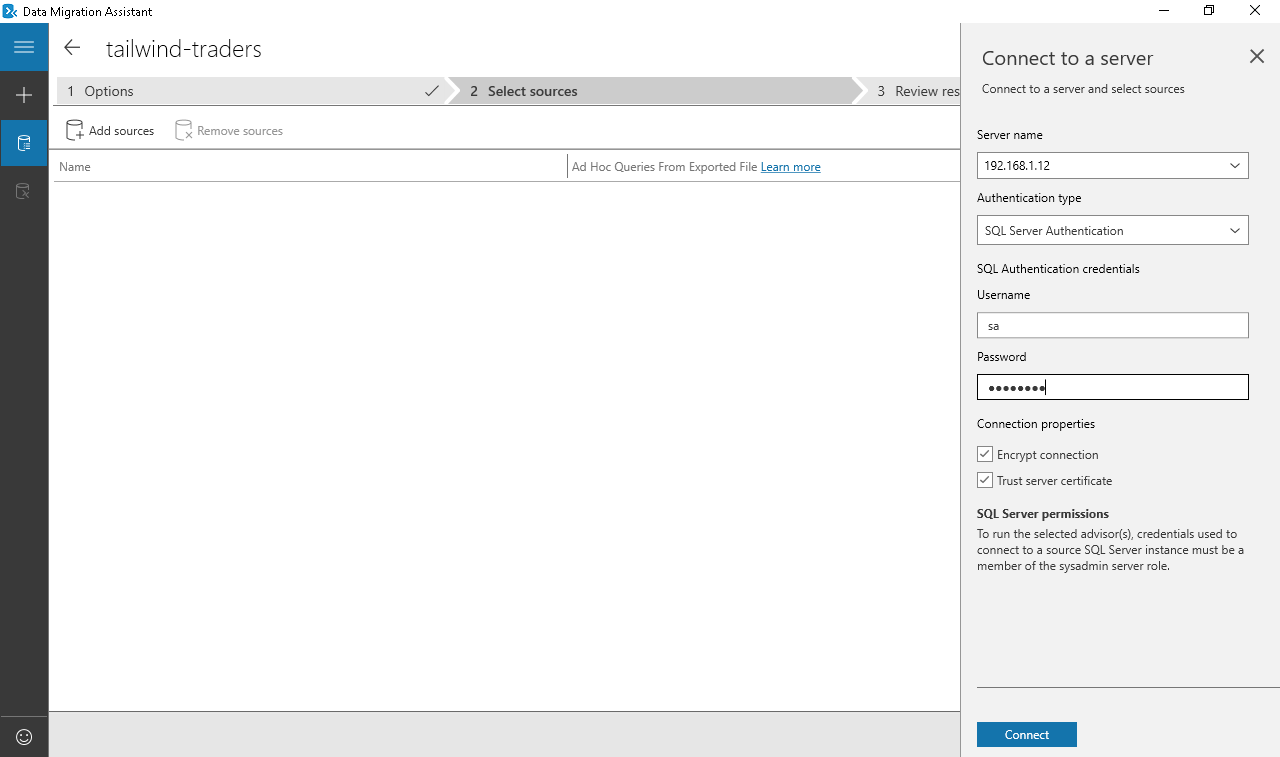 Data Migration Assistant
tailwind-traders
1 Options
2 Select sources
3 Review res
Add sources
Remove sources
Name
Ad Hoc Queries From Exported File Learn more
Connect to a server
Connect to a server and select sources
Server name
192.168.1.12
Authentication type
SQL Server Authentication
SQL Authentication credentials
Username
sa
Password
••••••••
Connection properties
Encrypt connection
Trust server certificate
SQL Server permissions
To run the selected advisor(s), credentials used to
connect to a source SQL Server instance must be a
member of the sysadmin server role.
Connect